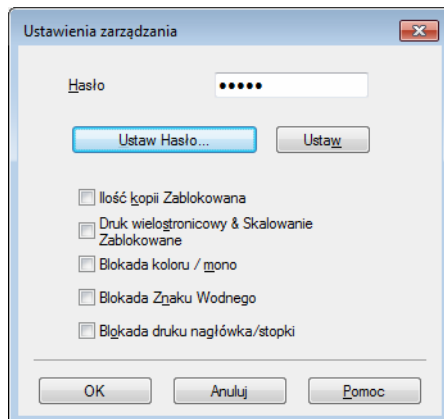 Ustawienia zarządzania
Hasło
•••••
Ustaw Hasło...
Ustaw
Ilość kopii Zablokowana
Druk wielostronicowy & Skalowanie
Zablokowane
Blokada koloru / mono
Blokada Znaku Wodnego
Blokada druku nagłówka/stopki
OK
Anuluj
Pomoc